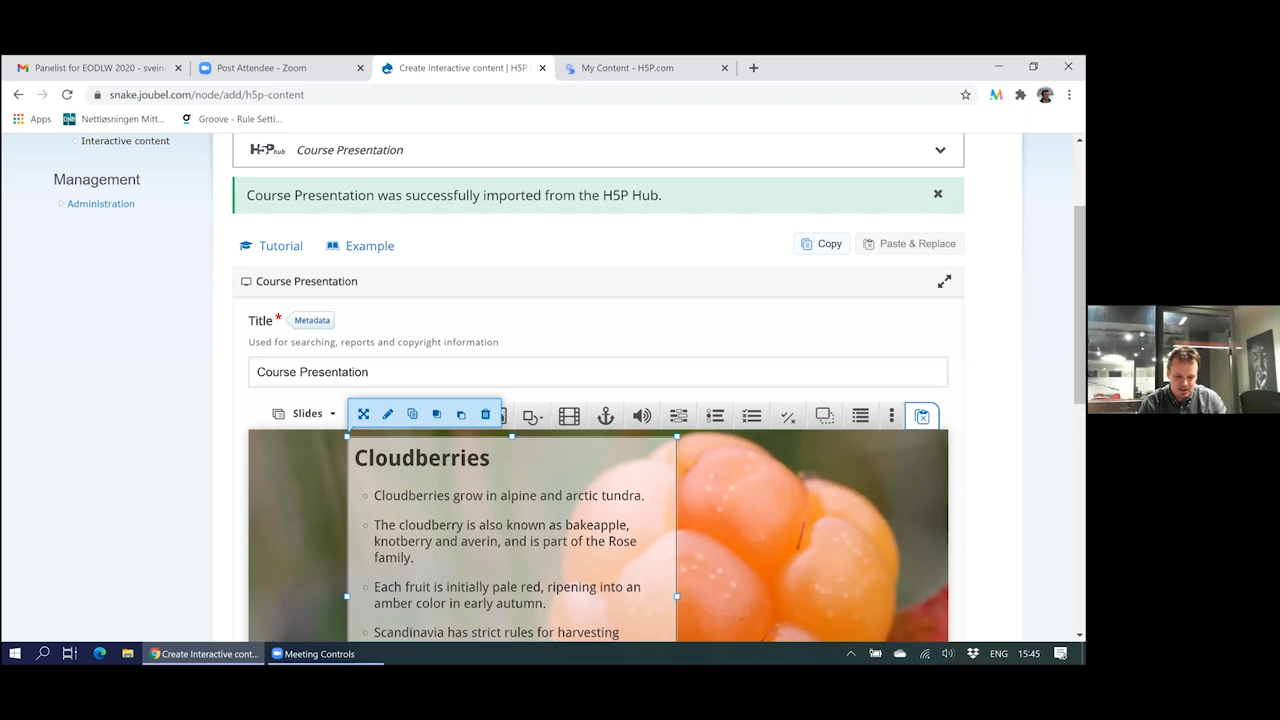 Panelist for EODLW 2020 - svein
Post Attendee - Zoom
Create Interactive content | H5P
My Content - H5P.com
snake.joubel.com/node/add/h5p-content
Apps
Nettløsningen Mitt...
Groove - Rule Setti...
Interactive content
Management
Administration
H5P hub Course Presentation
Course Presentation was successfully imported from the H5P Hub.
Tutorial
Example
Copy
Paste & Replace
Course Presentation
Title * Metadata
Used for searching, reports and copyright information
Course Presentation
Slides
Cloudberries
Cloudberries grow in alpine and arctic tundra.
The cloudberry is also known as bakeapple,
knotberry and averin, and is part of the Rose
family.
Each fruit is initially pale red, ripening into an
amber color in early autumn.
Scandinavia has strict rules for harvesting
Create Interactive cont...
Meeting Controls
ENG
15:45